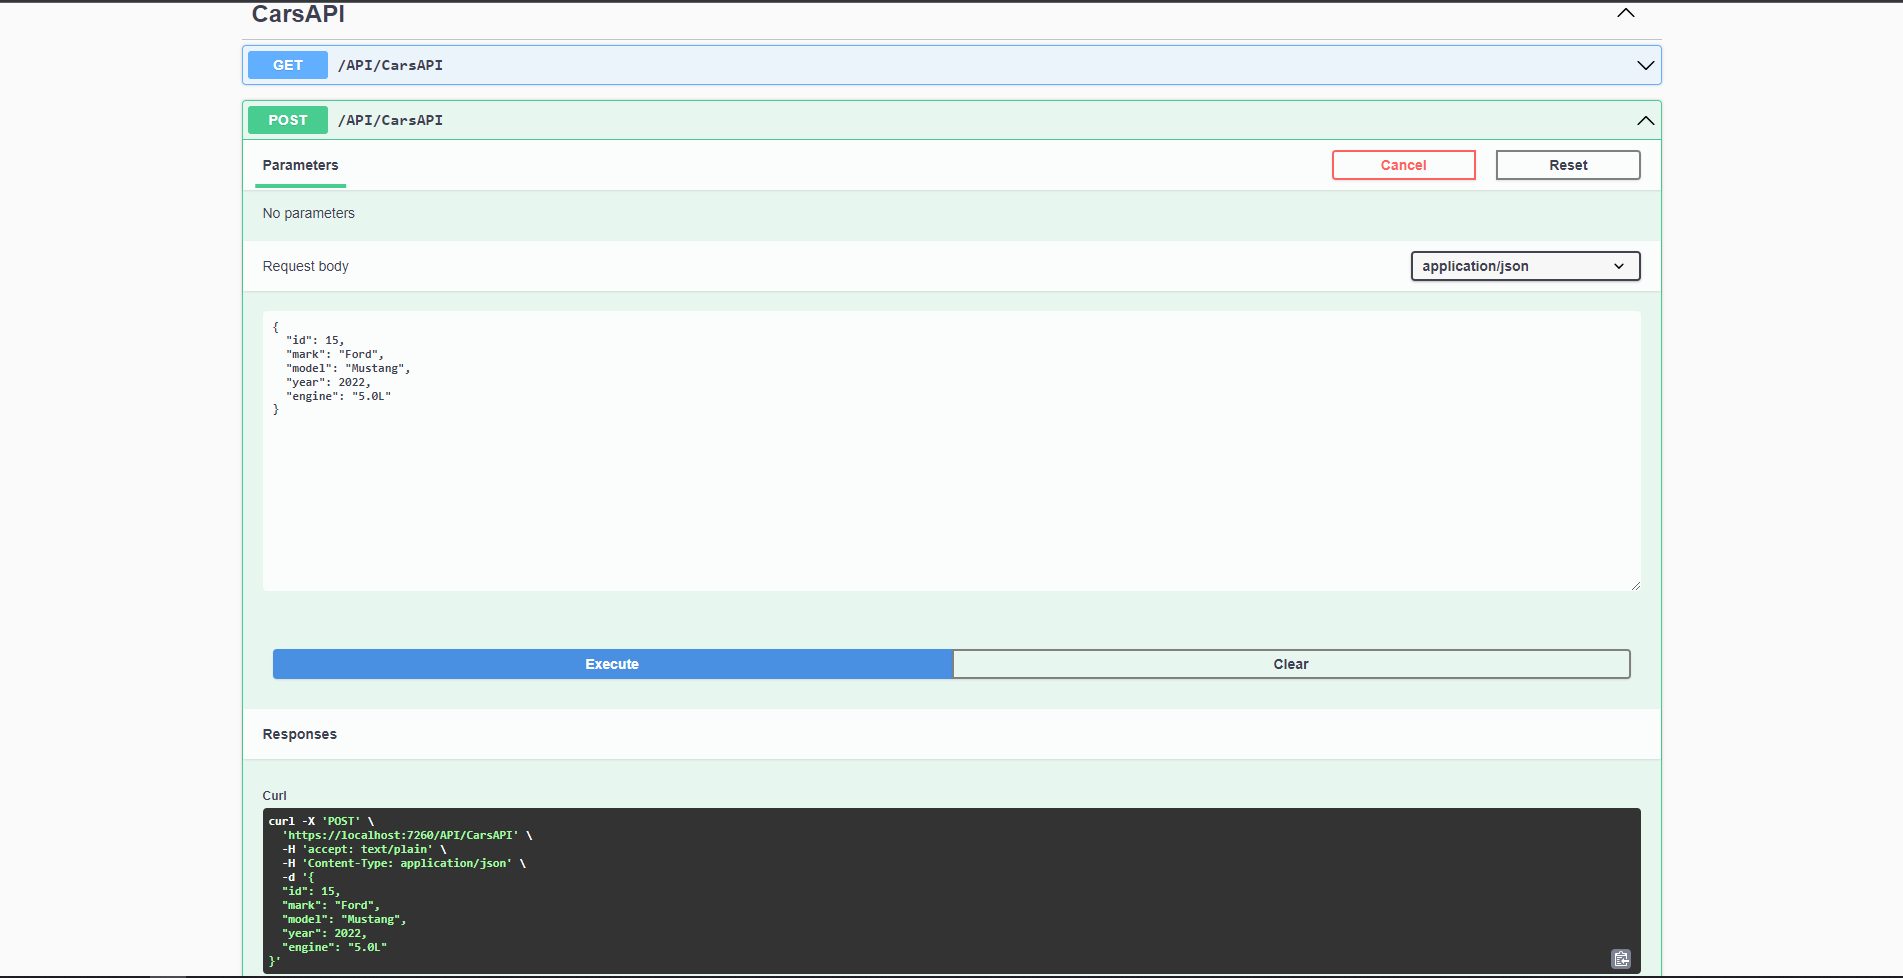 CarsAPI
GET /API/CarsAPI
POST /API/CarsAPI
Parameters
Cancel
Reset
No parameters
Request body
application/json
{
  "id": 15,
  "mark": "Ford",
  "model": "Mustang",
  "year": 2022,
  "engine": "5.0L"
}
Execute
Clear
Responses
Curl
curl -X 'POST' \
  'https://localhost:7260/API/CarsAPI' \
  -H 'accept: text/plain' \
  -H 'Content-Type: application/json' \
  -d '{
  "id": 15,
  "mark": "Ford",
  "model": "Mustang",
  "year": 2022,
  "engine": "5.0L"
}'